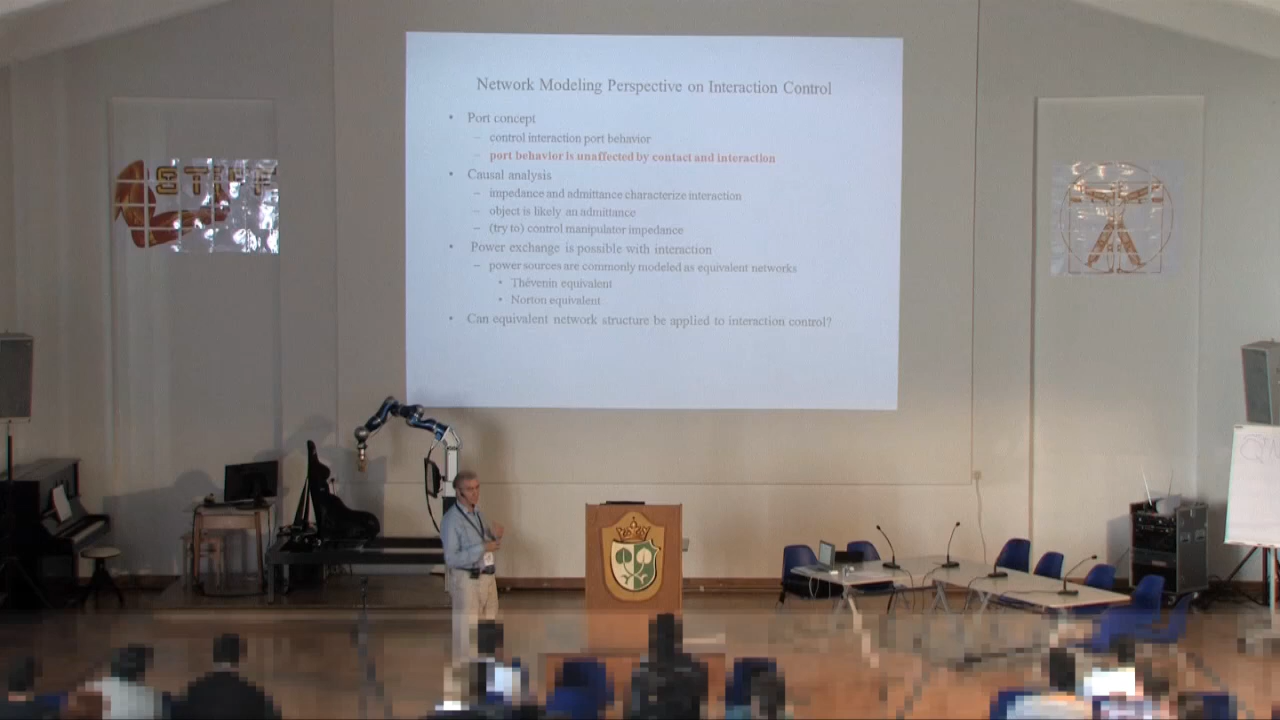 Network Modeling Perspective on Interaction Control
• Port concept
– control interaction port behavior
– port behavior is unaffected by contact and interaction
• Causal analysis
– impedance and admittance characterize interaction
– object is likely an admittance
– (try to) control manipulator impedance
• Power exchange is possible with interaction
– power sources are commonly modeled as equivalent networks
• Thévenin equivalent
• Norton equivalent
• Can equivalent network structure be applied to interaction control?
STIFF